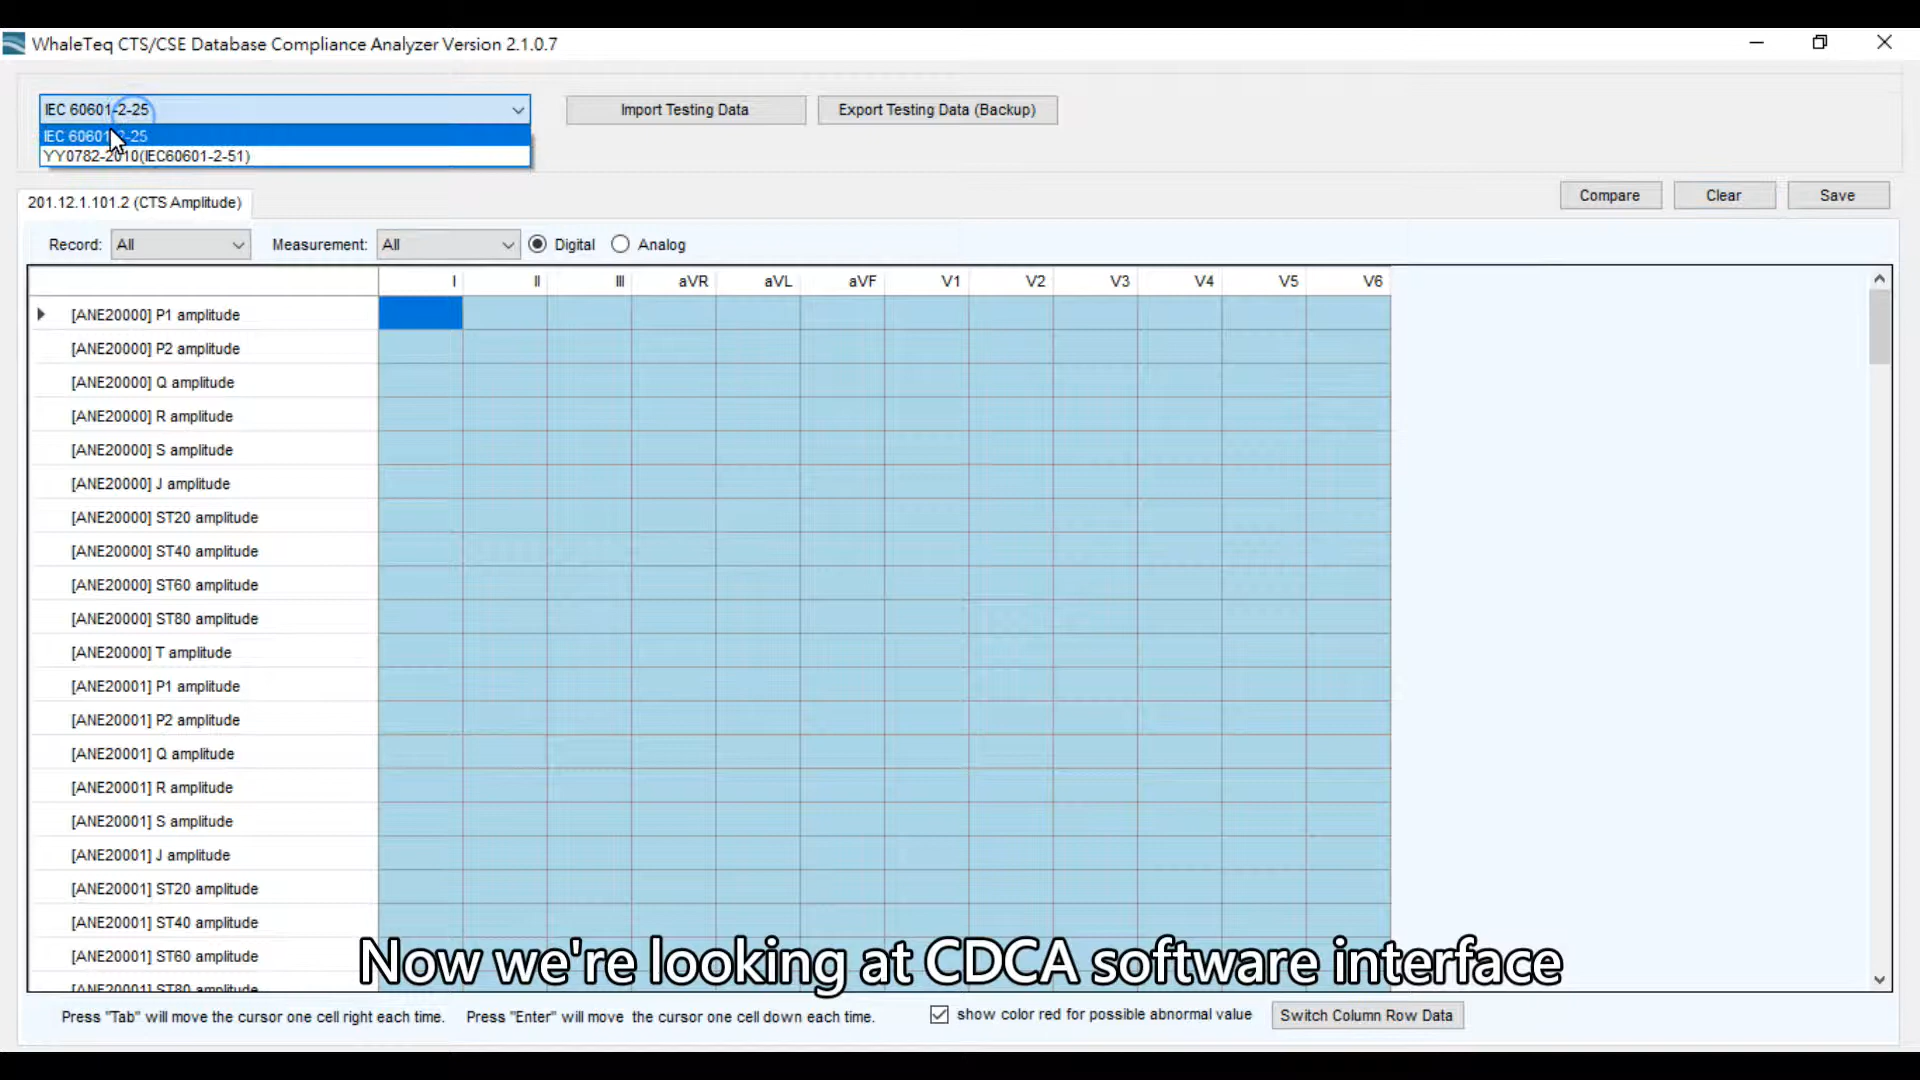 WhaleTeq CTS/CSE Database Compliance Analyzer Version 2.1.0.7
IEC 60601-2-25
Import Testing Data
Export Testing Data (Backup)
IEC 60601-2-25
YY0782-2010(IEC60601-2-51)
201.12.1.101.2 (CTS Amplitude)
Compare
Clear
Save
Record: All
Measurement: All
Digital
Analog
I II III aVR aVL aVF V1 V2 V3 V4 V5 V6
[ANE20000] P1 amplitude
[ANE20000] P2 amplitude
[ANE20000] Q amplitude
[ANE20000] R amplitude
[ANE20000] S amplitude
[ANE20000] J amplitude
[ANE20000] ST20 amplitude
[ANE20000] ST40 amplitude
[ANE20000] ST60 amplitude
[ANE20000] ST80 amplitude
[ANE20000] T amplitude
[ANE20001] P1 amplitude
[ANE20001] P2 amplitude
[ANE20001] Q amplitude
[ANE20001] R amplitude
[ANE20001] S amplitude
[ANE20001] J amplitude
[ANE20001] ST20 amplitude
[ANE20001] ST40 amplitude
[ANE20001] ST60 amplitude
[ANE20001] ST80 amplitude
Now we're looking at CDCA software interface
Press "Tab" will move the cursor one cell right each time.
Press "Enter" will move the cursor one cell down each time.
show color red for possible abnormal value
Switch Column Row Data